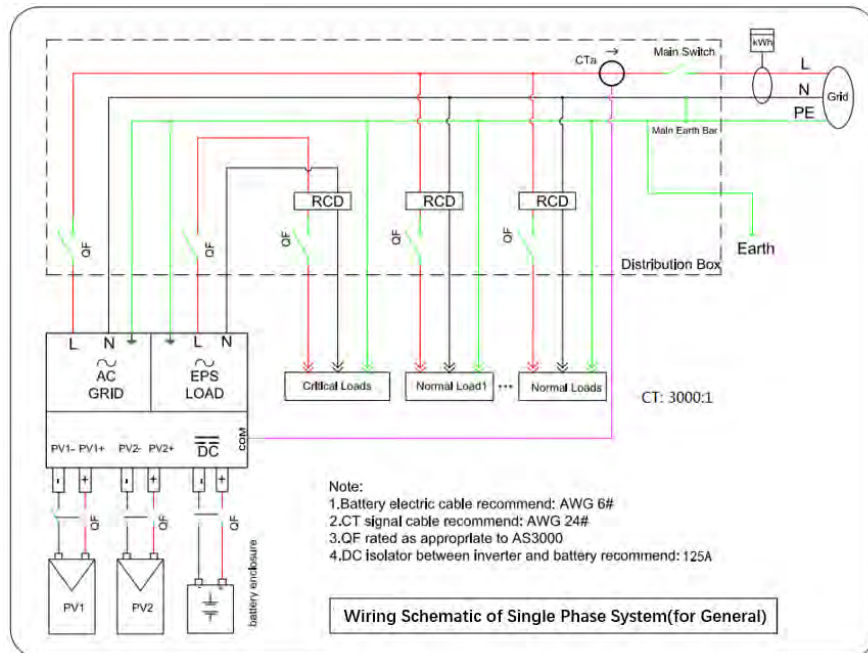 kWh
Main Switch
CTa
L
N
Grid
PE
Main Earth Bar
RCD
RCD
RCD
QF
QF
QF
QF
QF
Earth
Distribution Box
L N
L N
AC
GRID
EPS
LOAD
Critical Loads
Normal Load1
...
Normal Loads
CT: 3000:1
PV1- PV1+ PV2- PV2+
DC
COM
- + - + - +
QF
QF
QF
PV1
PV2
battery enclosure
Note:
1.Battery electric cable recommend: AWG 6#
2.CT signal cable recommend: AWG 24#
3.QF rated as appropriate to AS3000
4.DC isolator between inverter and battery recommend: 125A
Wiring Schematic of Single Phase System(for General)